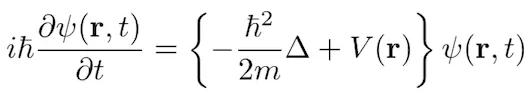 iħ ∂ψ(𝐫, t)/∂t = {−ħ²/2m Δ + V(𝐫)} ψ(𝐫, t)